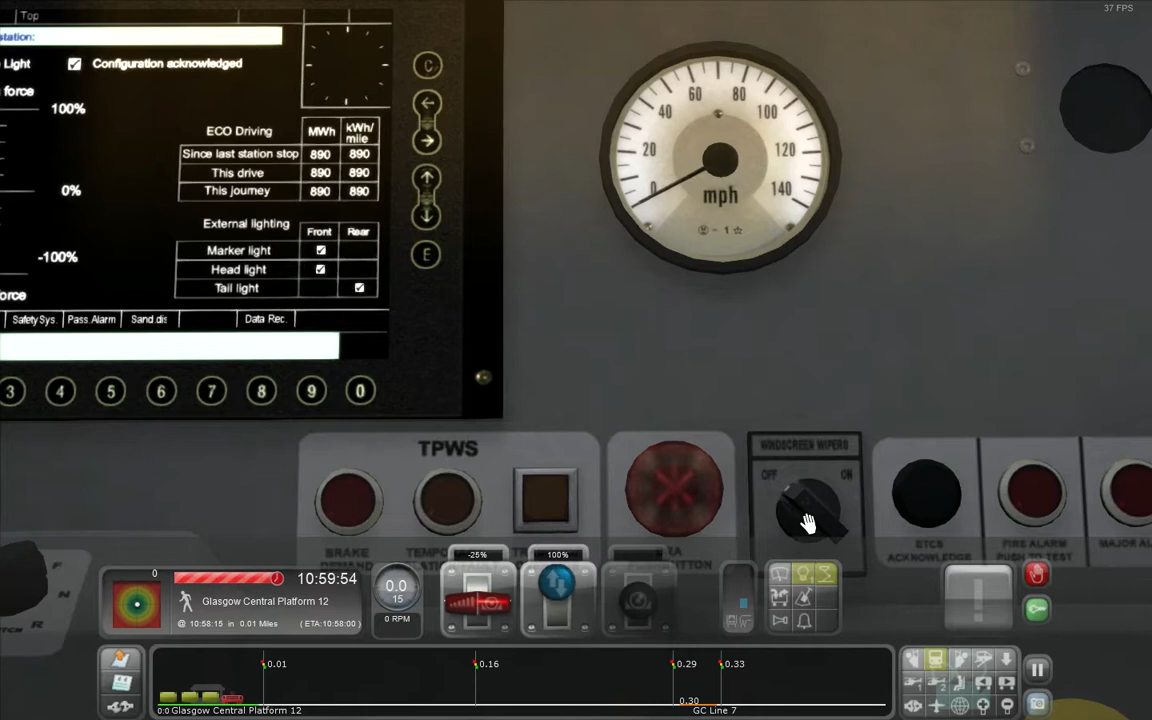 Top
37 FPS
station:
Light
Configuration acknowledged
force
100%
ECO Driving
MWh
kWh/
mile
Since last station stop 890 890
This drive 890 890
0%
This journey 890 890
External lighting
Front Rear
Marker light
-100%
Head light
Tail light
force
SafetySys. Pass.Alarm Sand.dis Data Rec.
C
E
3 4 5 6 7 8 9 0
0 20 40 60 80 100 120 140
mph
TPWS
WINDSCREEN WIPERS
OFF ON
BRAKE
DEMAND
BUTTON
ETCS
ACKNOWLEDGE
FIRE ALARM
PUSH TO TEST
F
N
R
-25%
100%
0
10:59:54
Glasgow Central Platform 12
@ 10:58:15 in 0.01 Miles ( ETA:10:58:00 )
0.0
15
0 RPM
0.01
0.16
0.29
0.33
0.30
0:0 Glasgow Central Platform 12
GC Line 7